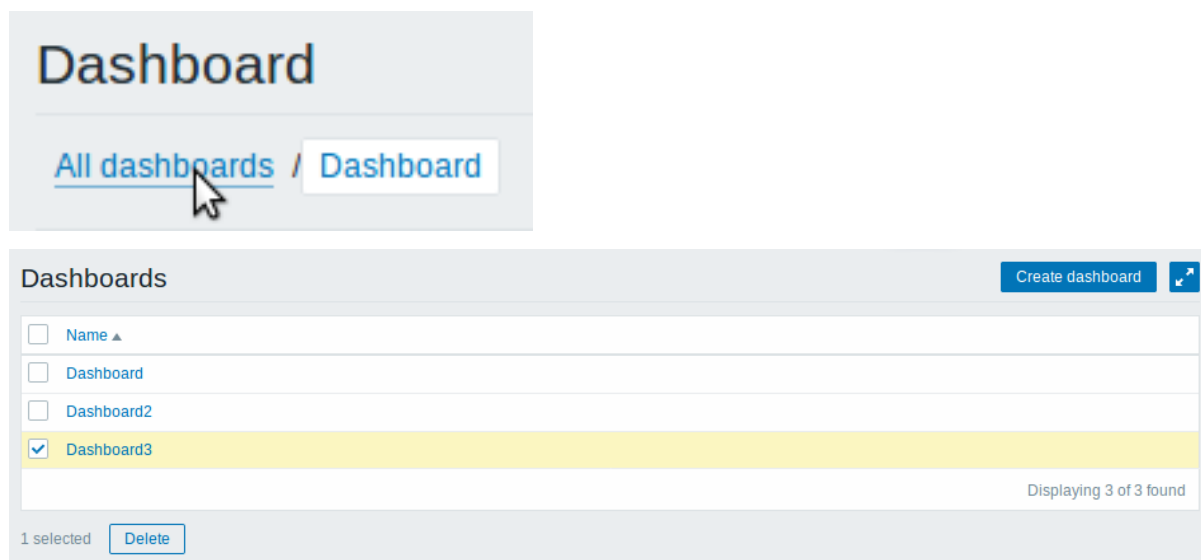 Dashboard
All dashboards / Dashboard
Dashboards Create dashboard
Name
Dashboard
Dashboard2
Dashboard3
Displaying 3 of 3 found
1 selected Delete